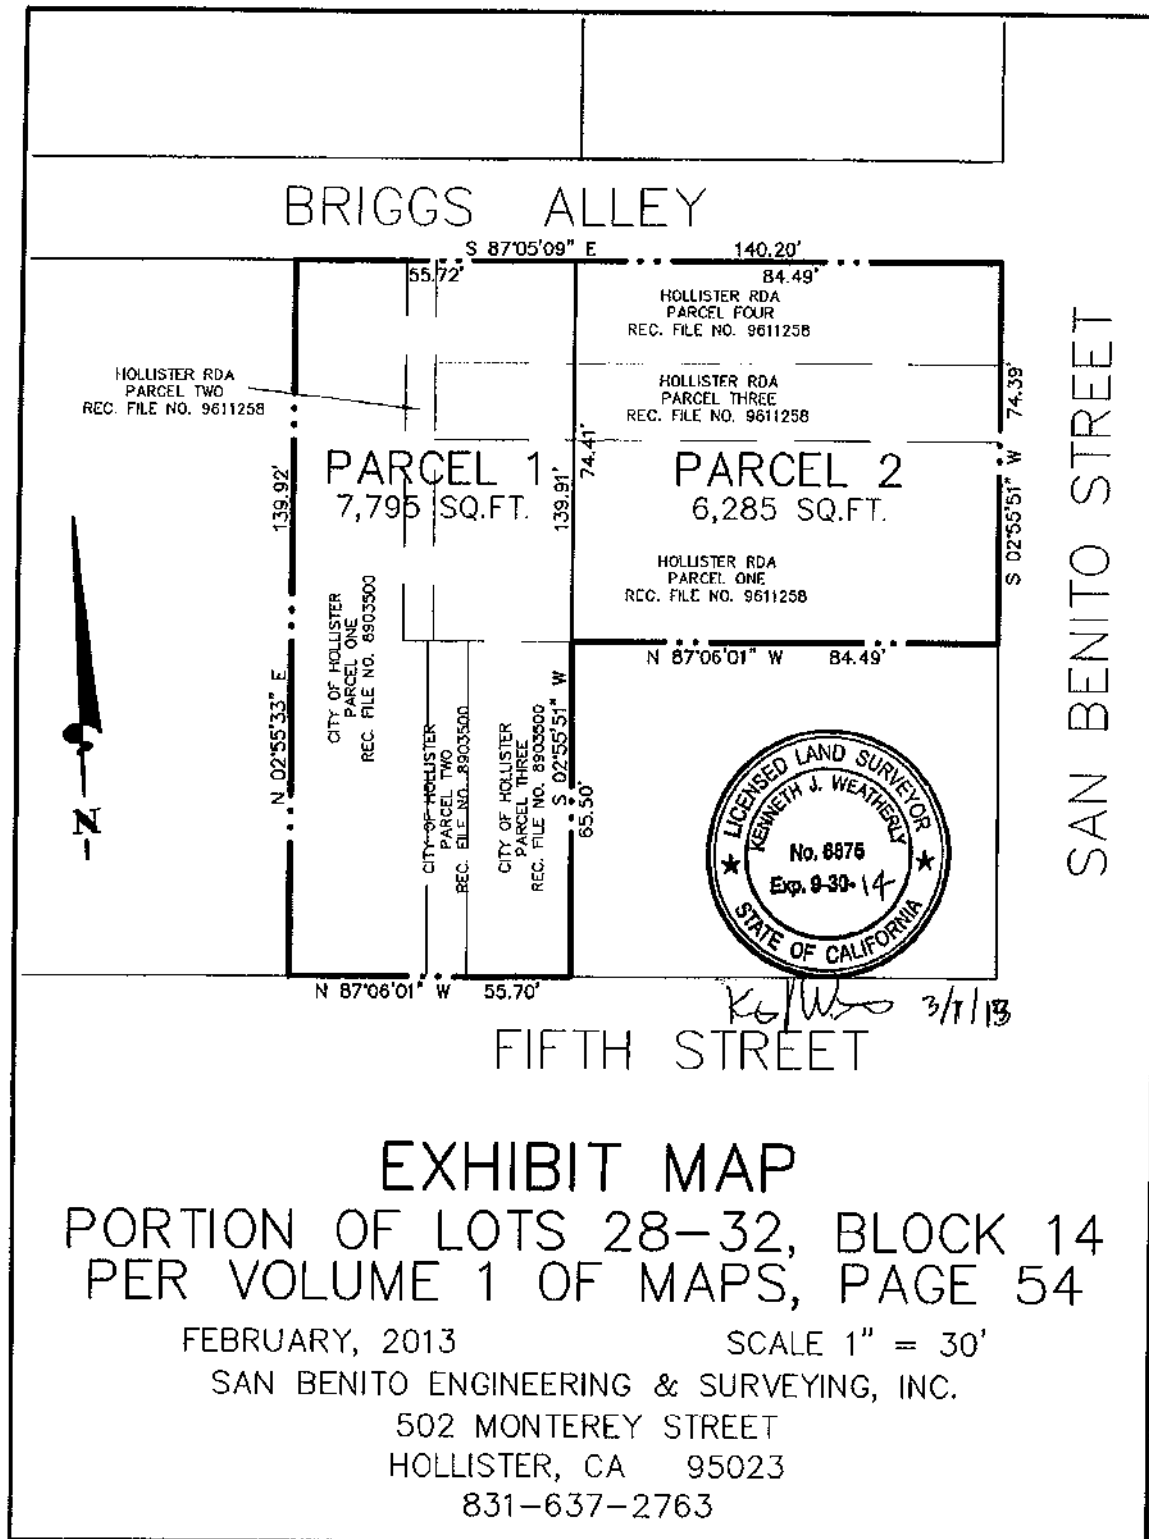 BRIGGS ALLEY
S 87°05'09" E 140.20'
55.72' 84.49'
HOLLISTER RDA
PARCEL FOUR
REC. FILE NO. 9611258
HOLLISTER RDA
PARCEL TWO
REC. FILE NO. 9611258
HOLLISTER RDA
PARCEL THREE
REC. FILE NO. 9611258
74.39'
S 02°55'51" W
SAN BENITO STREET
PARCEL 1
7,795 SQ.FT.
139.92'
N 02°55'33" E
139.91'
74.41'
PARCEL 2
6,285 SQ.FT.
HOLLISTER RDA
PARCEL ONE
REC. FILE NO. 9611258
N 87°06'01" W 84.49'
CITY OF HOLLISTER
PARCEL ONE
REC. FILE NO. 8903500
CITY OF HOLLISTER
PARCEL TWO
REC. FILE NO. 8903500
CITY OF HOLLISTER
PARCEL THREE
REC. FILE NO. 8903500
S 02°55'51" W
65.50'
N
LICENSED LAND SURVEYOR
KENNETH J. WEATHERLY
No. 6876
Exp. 9-30-14
STATE OF CALIFORNIA
N 87°06'01" W 55.70'
FIFTH STREET
EXHIBIT MAP
PORTION OF LOTS 28-32, BLOCK 14
PER VOLUME 1 OF MAPS, PAGE 54
FEBRUARY, 2013 SCALE 1" = 30'
SAN BENITO ENGINEERING & SURVEYING, INC.
502 MONTEREY STREET
HOLLISTER, CA 95023
831-637-2763